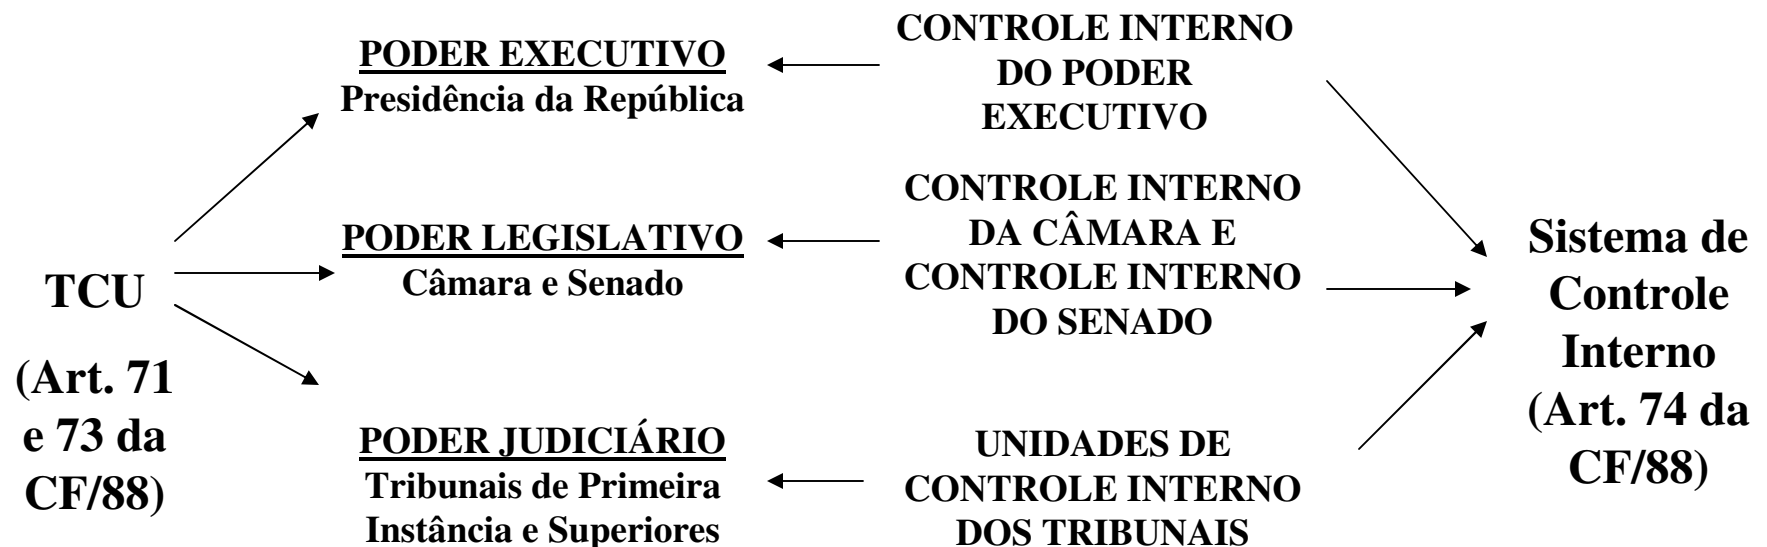 PODER EXECUTIVO
Presidência da República
CONTROLE INTERNO
DO PODER
EXECUTIVO
TCU
(Art. 71
e 73 da
CF/88)
PODER LEGISLATIVO
Câmara e Senado
CONTROLE INTERNO
DA CÂMARA E
CONTROLE INTERNO
DO SENADO
Sistema de
Controle
Interno
(Art. 74 da
CF/88)
PODER JUDICIÁRIO
Tribunais de Primeira
Instância e Superiores
UNIDADES DE
CONTROLE INTERNO
DOS TRIBUNAIS